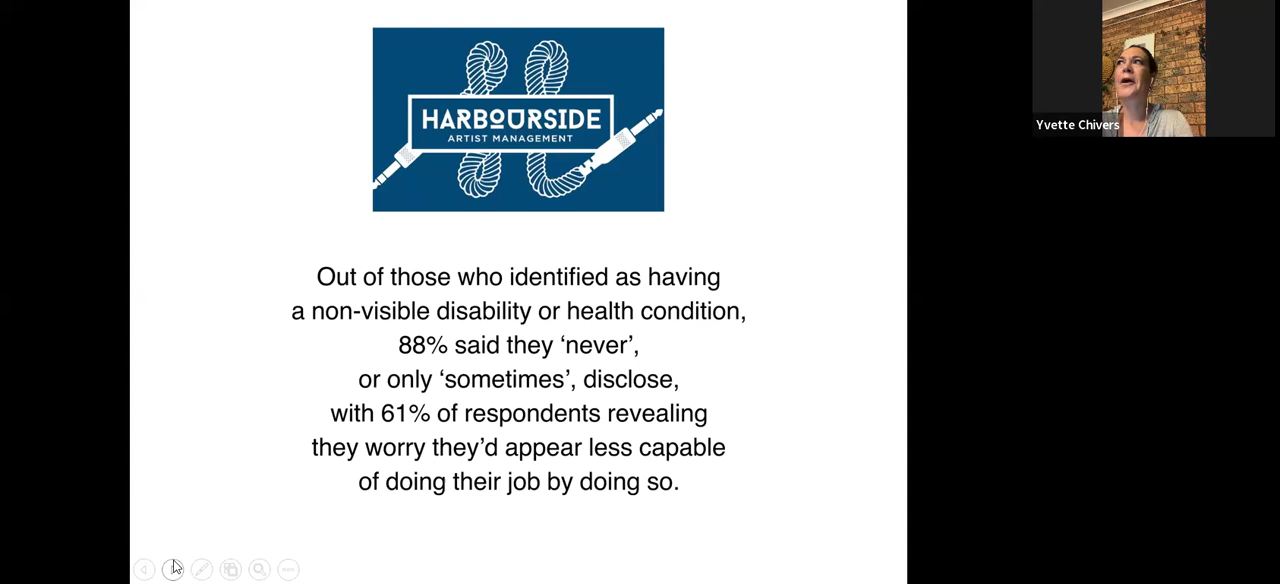 HARBOURSIDE
ARTIST MANAGEMENT
Yvette Chivers
Out of those who identified as having
a non-visible disability or health condition,
88% said they ‘never’,
or only ‘sometimes’, disclose,
with 61% of respondents revealing
they worry they’d appear less capable
of doing their job by doing so.